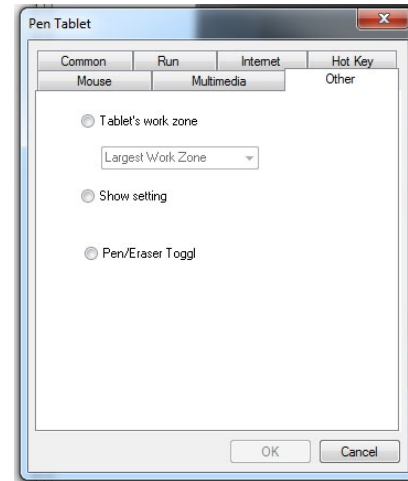 Pen Tablet
Common Run Internet Hot Key
Mouse Multimedia Other
Tablet's work zone
Largest Work Zone
Show setting
Pen/Eraser Toggl
OK Cancel